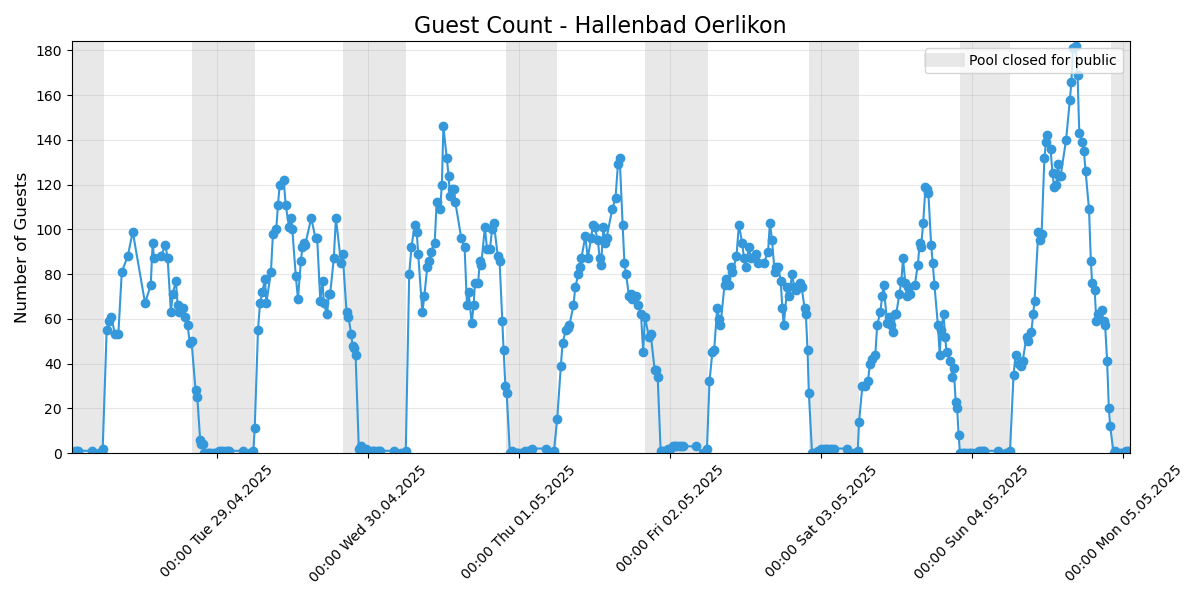 Guest Count - Hallenbad Oerlikon
Pool closed for public
Number of Guests
180
160
140
120
100
80
60
40
20
0
00:00 Tue 29.04.2025
00:00 Wed 30.04.2025
00:00 Thu 01.05.2025
00:00 Fri 02.05.2025
00:00 Sat 03.05.2025
00:00 Sun 04.05.2025
00:00 Mon 05.05.2025